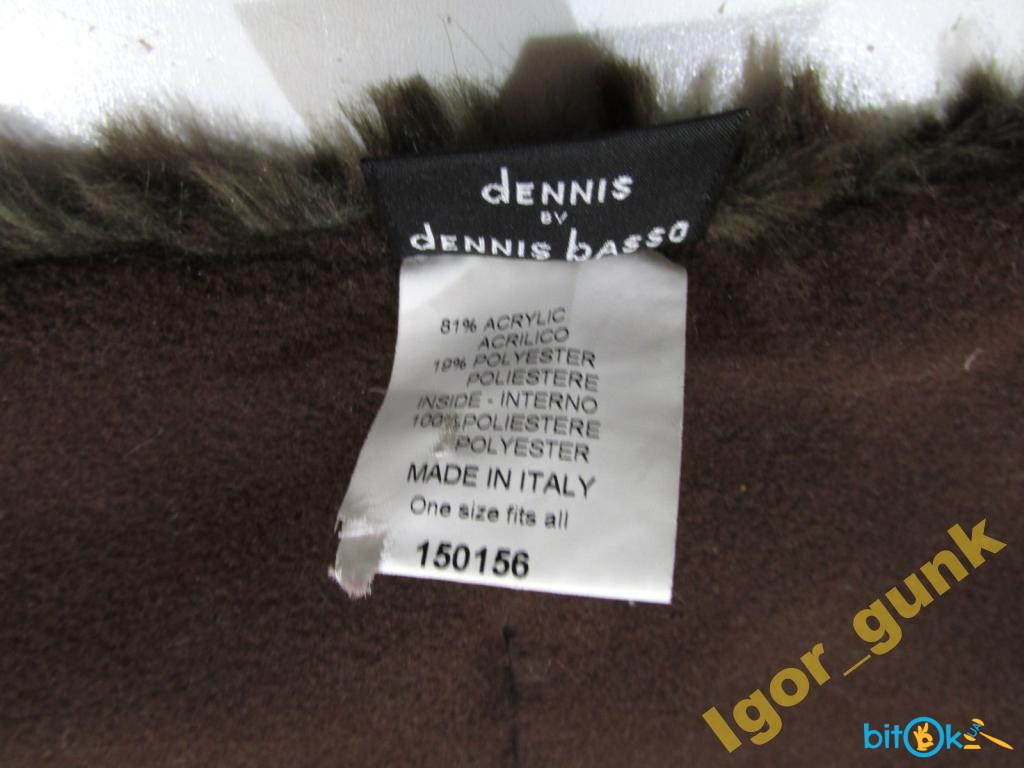 dENNIS
BY
dENNIS bASSO
81% ACRYLIC
ACRILICO
19% POLYESTER
POLIESTERE
INSIDE - INTERNO
100% POLIESTERE
POLYESTER
MADE IN ITALY
One size fits all
150156
Igor_gunk
bitOk UA